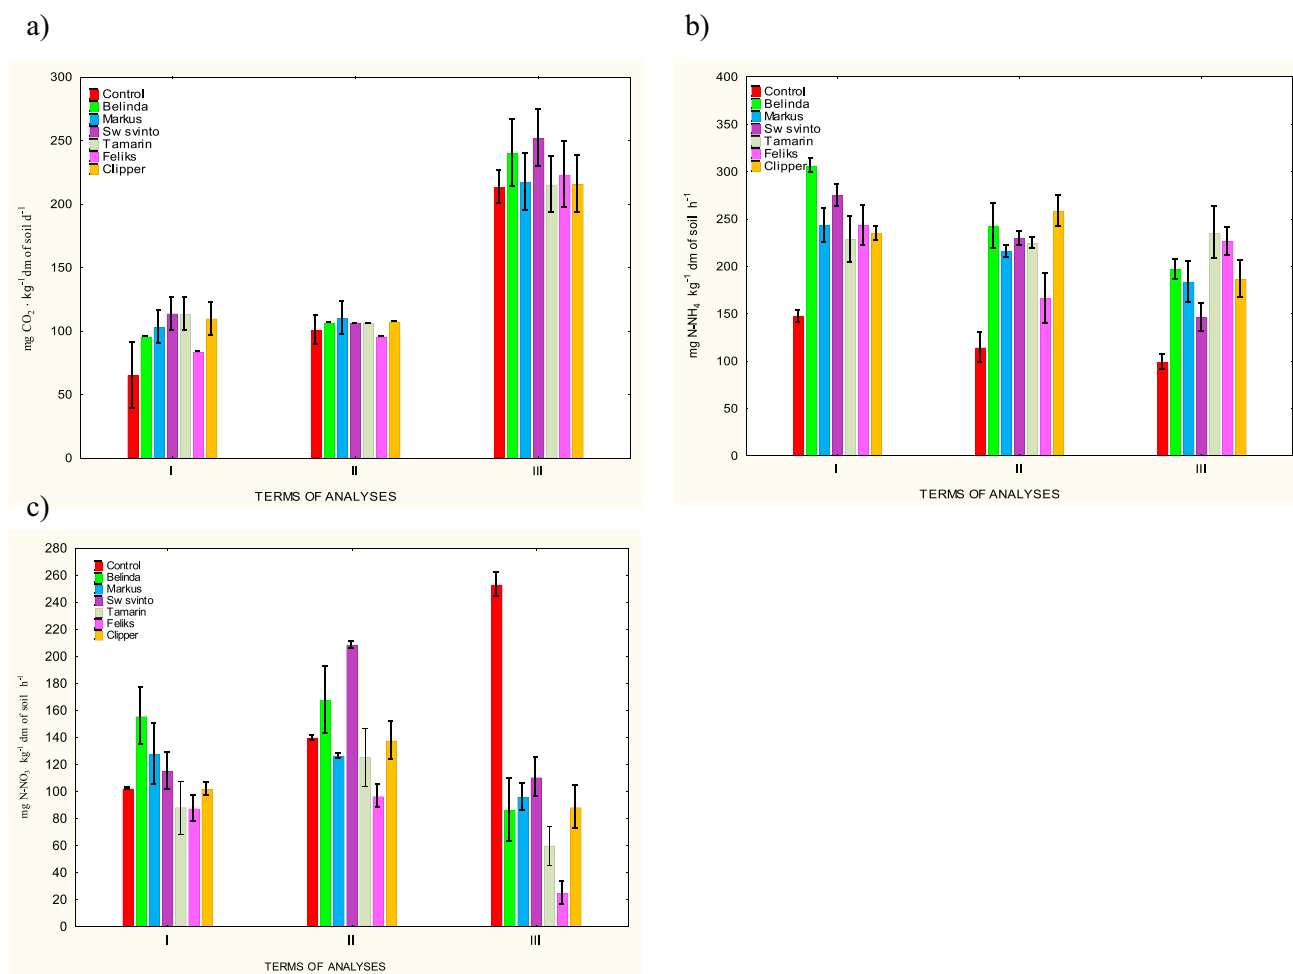 a)
300
250
200
150
100
50
0
mg CO₂ · kg⁻¹ dm of soil d⁻¹
Control
Belinda
Markus
Sw svinto
Tamarin
Feliks
Clipper
I II III
TERMS OF ANALYSES
b)
400
350
300
250
200
150
100
50
0
mg N-NH₄ kg⁻¹ dm of soil h⁻¹
Control
Belinda
Markus
Sw svinto
Tamarin
Feliks
Clipper
I II III
TERMS OF ANALYSES
c)
280
260
240
220
200
180
160
140
120
100
80
60
40
20
0
mg N-NO₃ kg⁻¹ dm of soil h⁻¹
Control
Belinda
Markus
Sw svinto
Tamarin
Feliks
Clipper
I II III
TERMS OF ANALYSES